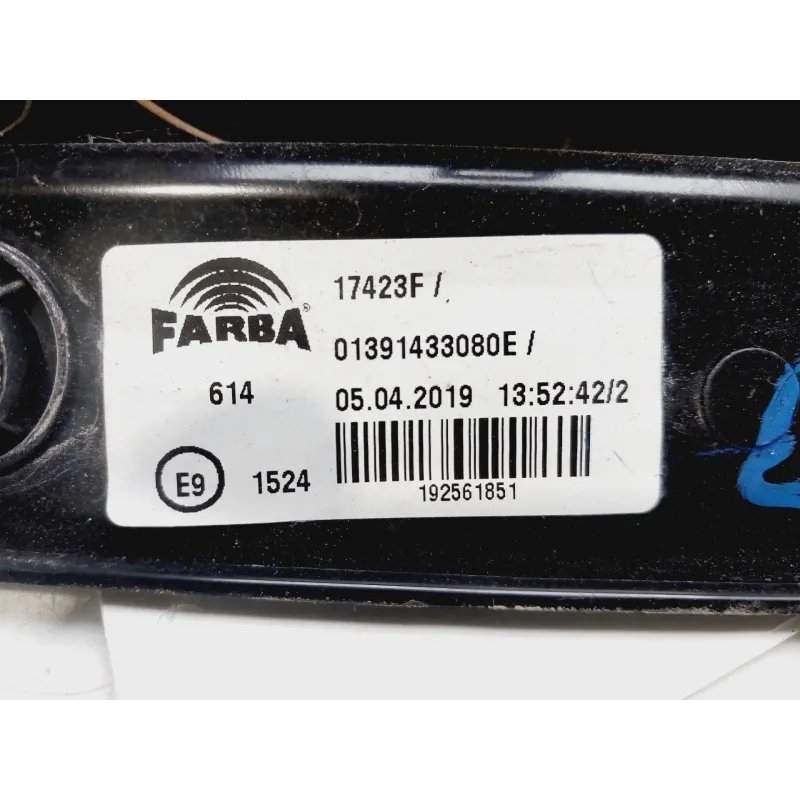 FARBA®
17423F /
01391433080E /
614
05.04.2019 13:52:42/2
E9
1524
192561851